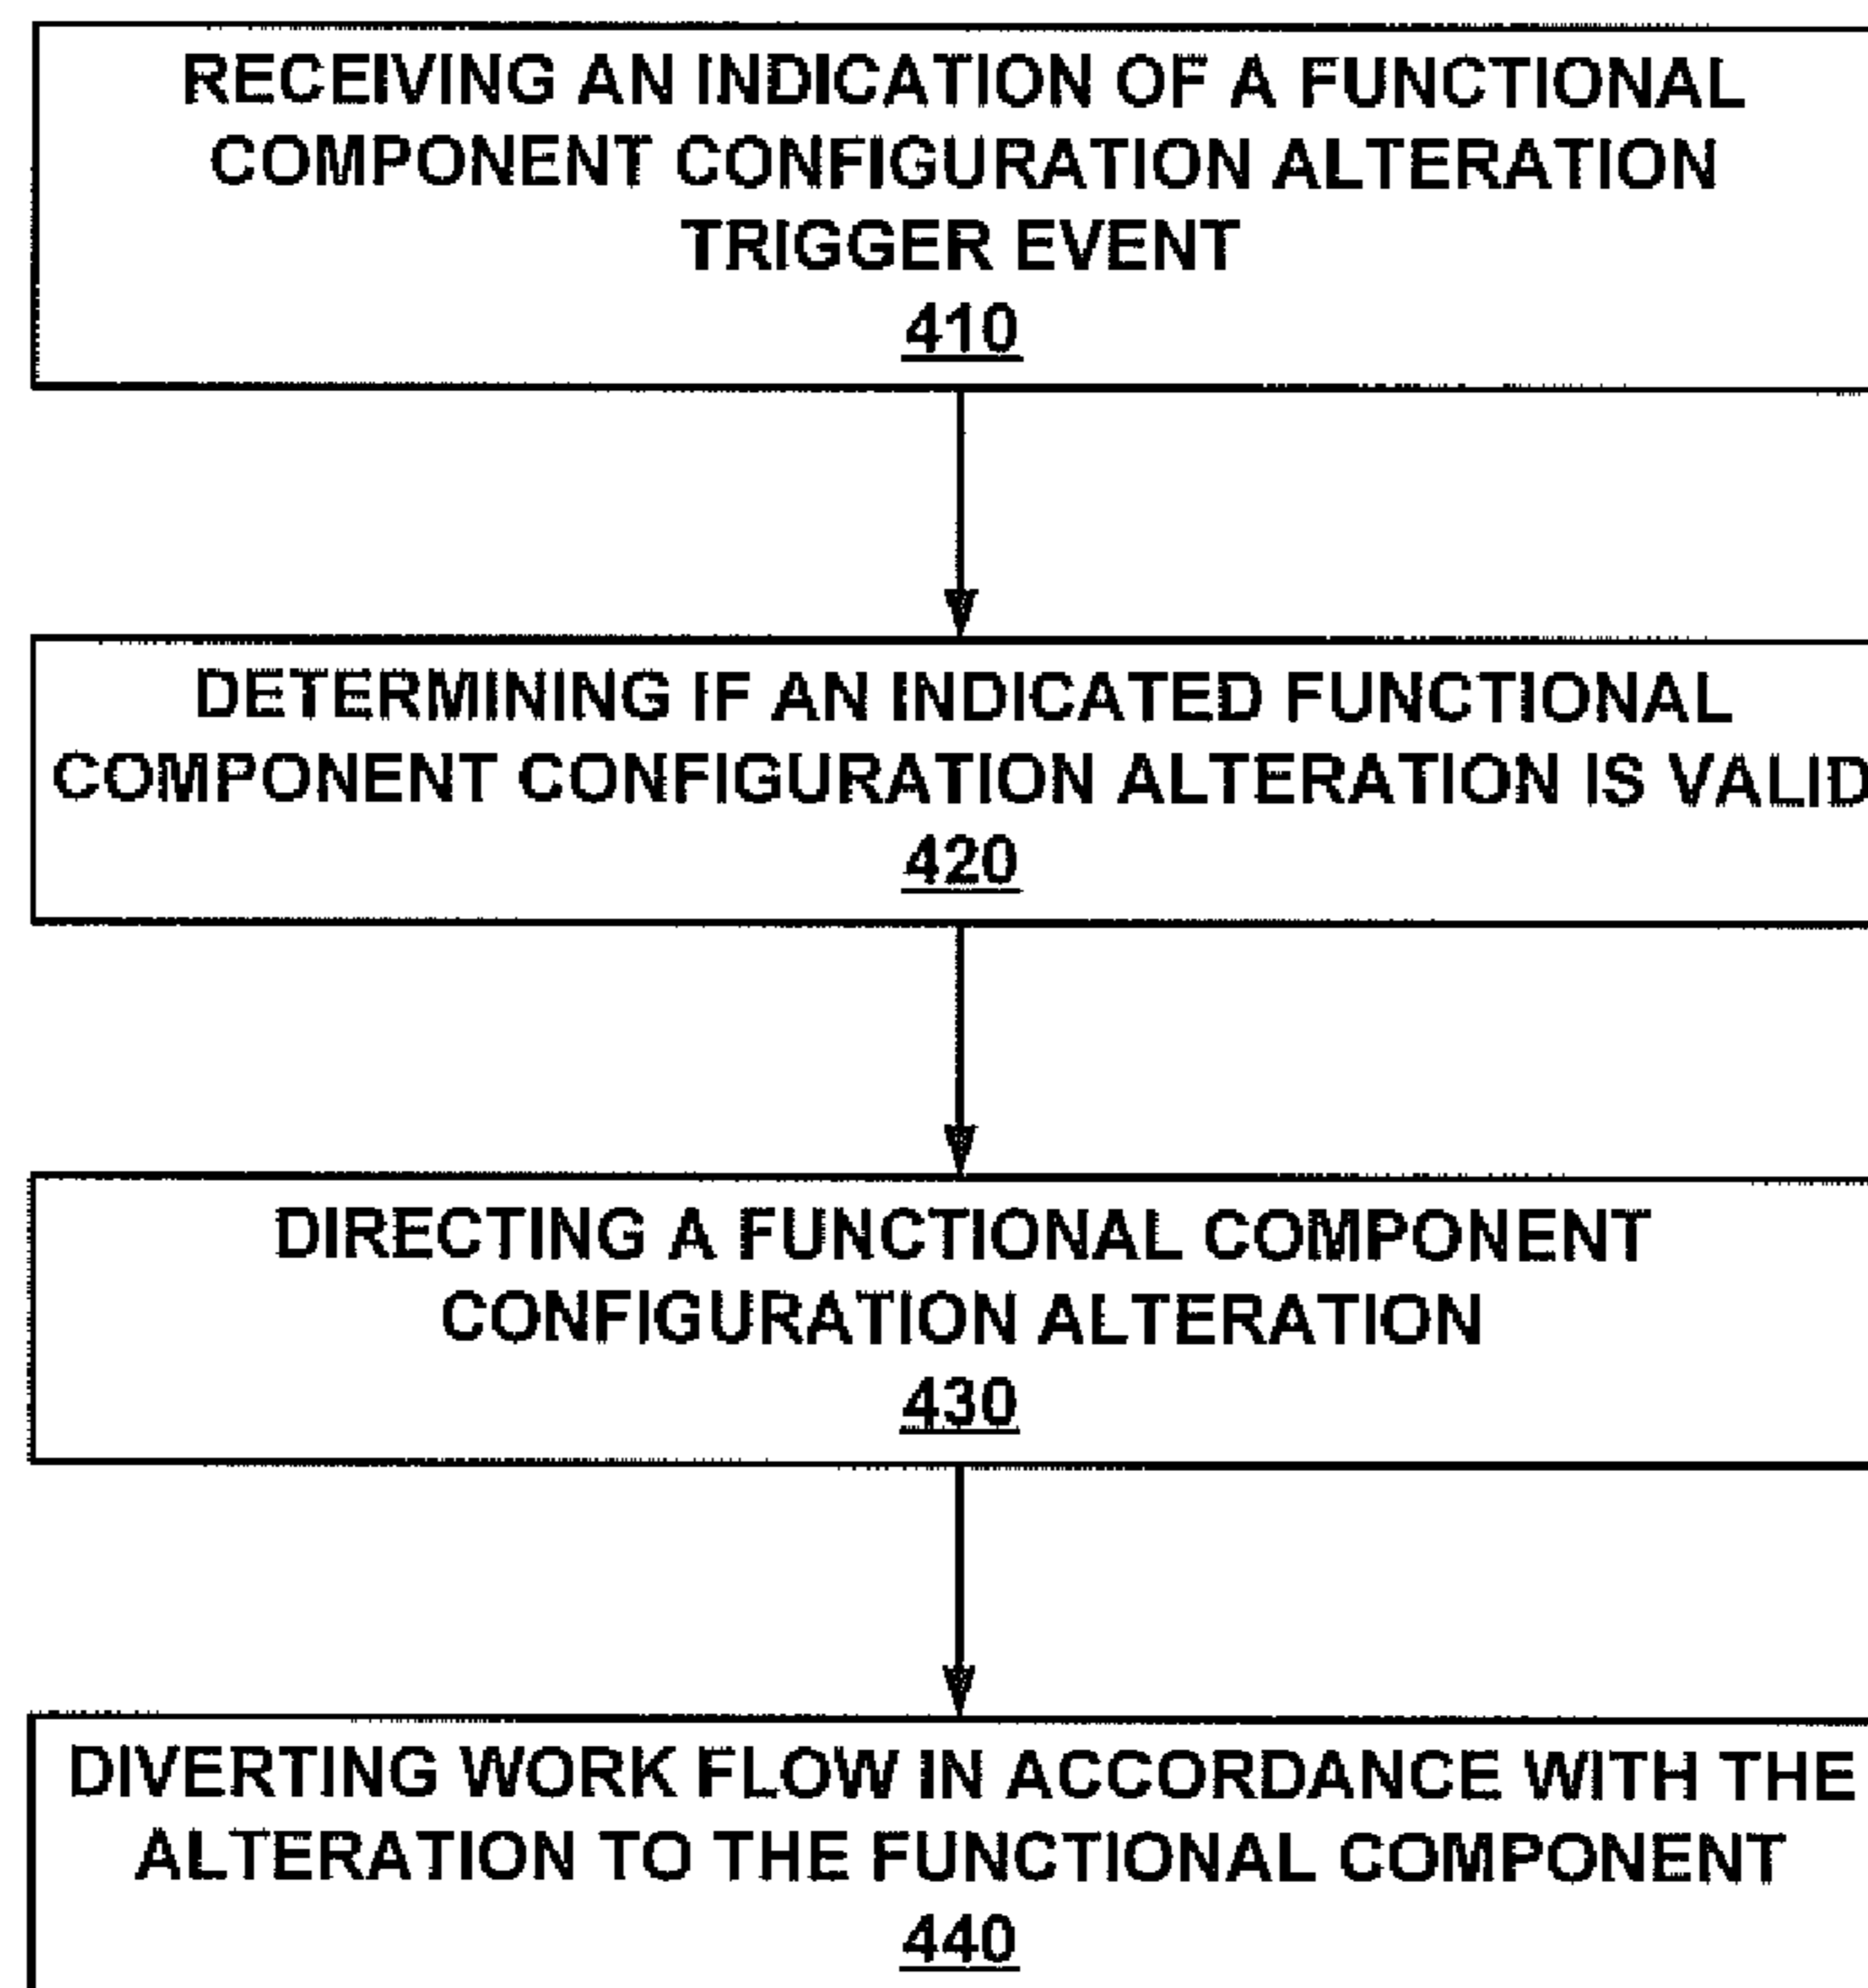 RECEIVING AN INDICATION OF A FUNCTIONAL
COMPONENT CONFIGURATION ALTERATION
TRIGGER EVENT
410
DETERMINING IF AN INDICATED FUNCTIONAL
COMPONENT CONFIGURATION ALTERATION IS VALID
420
DIRECTING A FUNCTIONAL COMPONENT
CONFIGURATION ALTERATION
430
DIVERTING WORK FLOW IN ACCORDANCE WITH THE
ALTERATION TO THE FUNCTIONAL COMPONENT
440